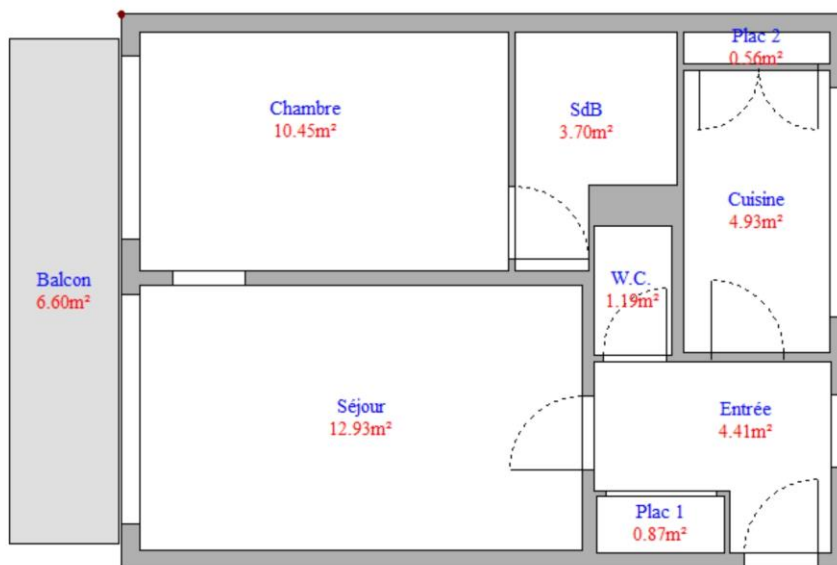 Plac 2
0.56m²
Chambre
10.45m²
SdB
3.70m²
Cuisine
4.93m²
Balcon
6.60m²
W.C.
1.19m²
Séjour
12.93m²
Entrée
4.41m²
Plac 1
0.87m²